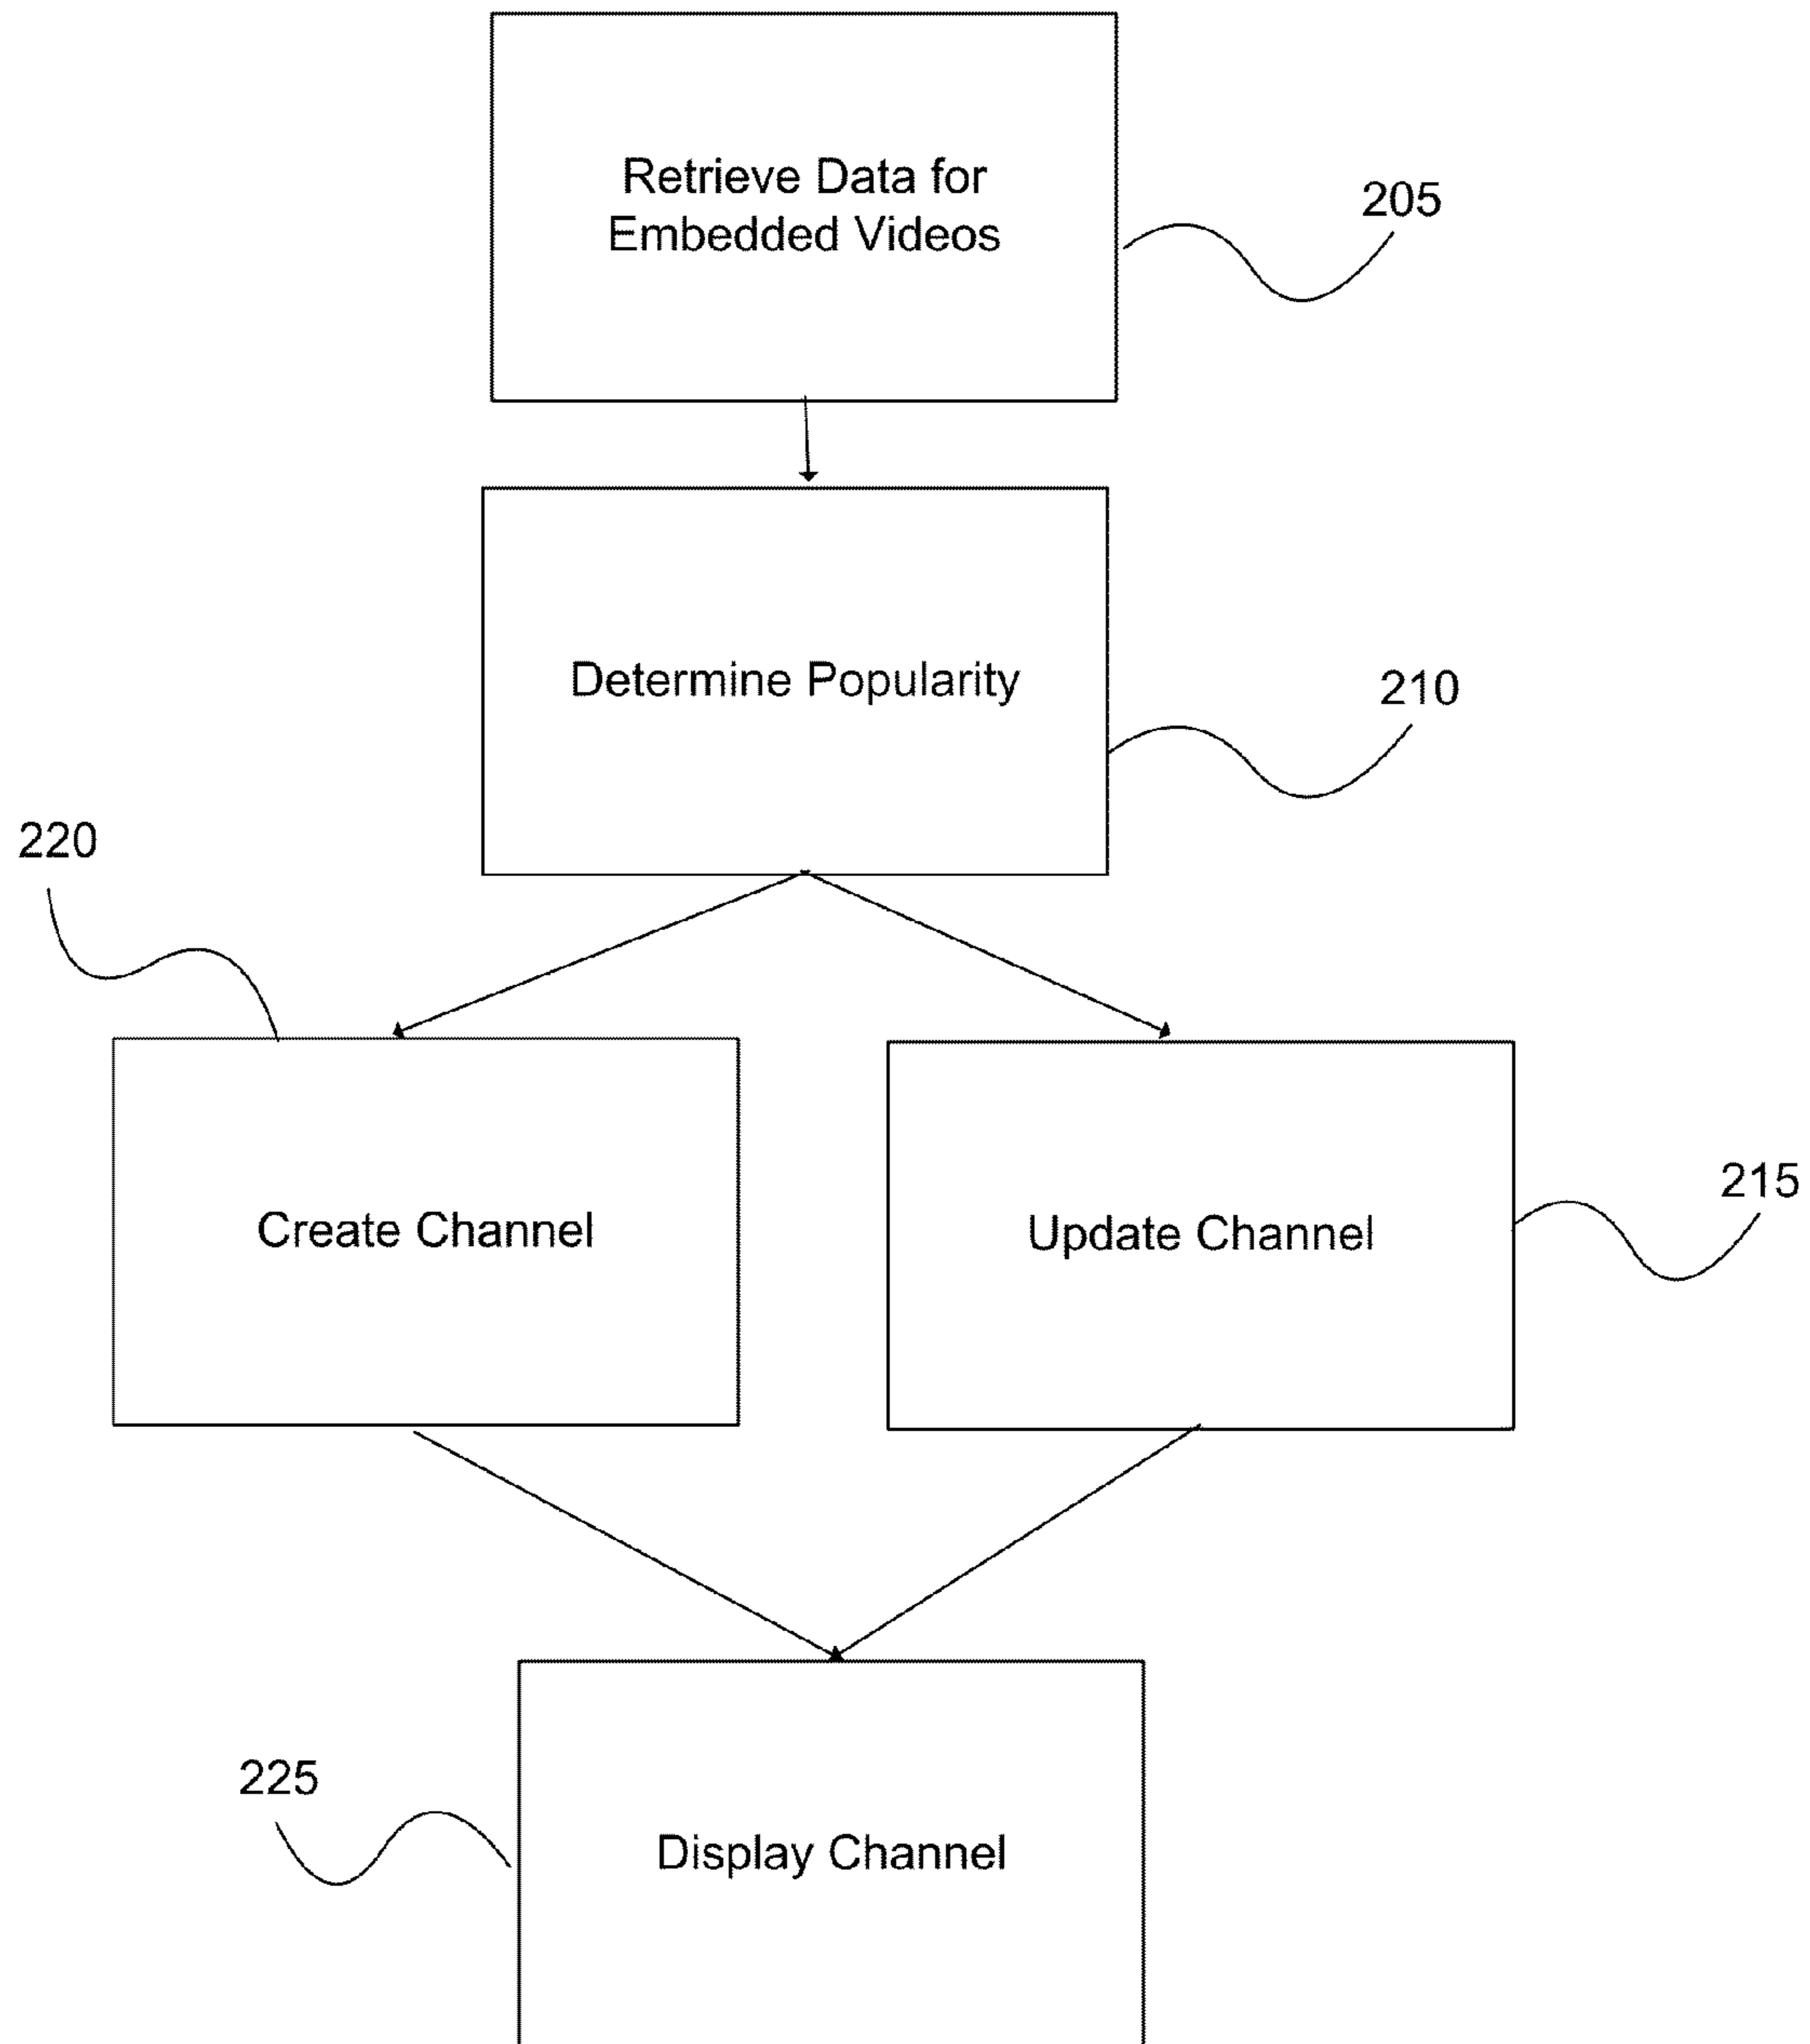 Retrieve Data for
Embedded Videos
205
Determine Popularity
210
220
Create Channel
Update Channel
215
225
Display Channel